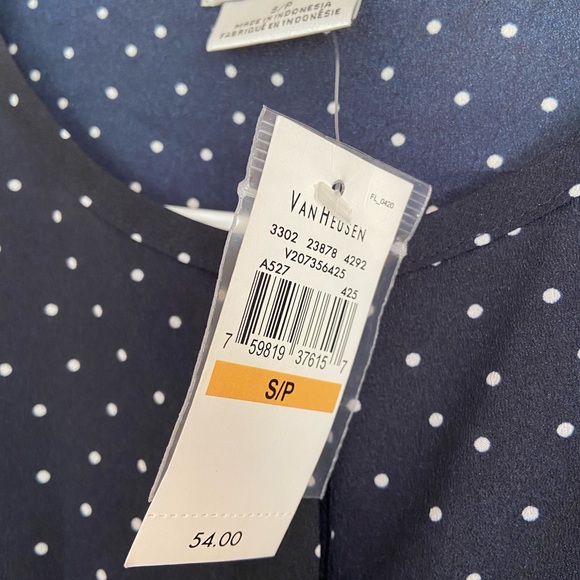 S/P
MADE IN INDONESIA
FABRIQUÉ EN INDONÉSIE
FL_0420
VAN HEUSEN
3302 23878 4292
V207356425
A527 425
7 59819 37615 7
S/P
54.00